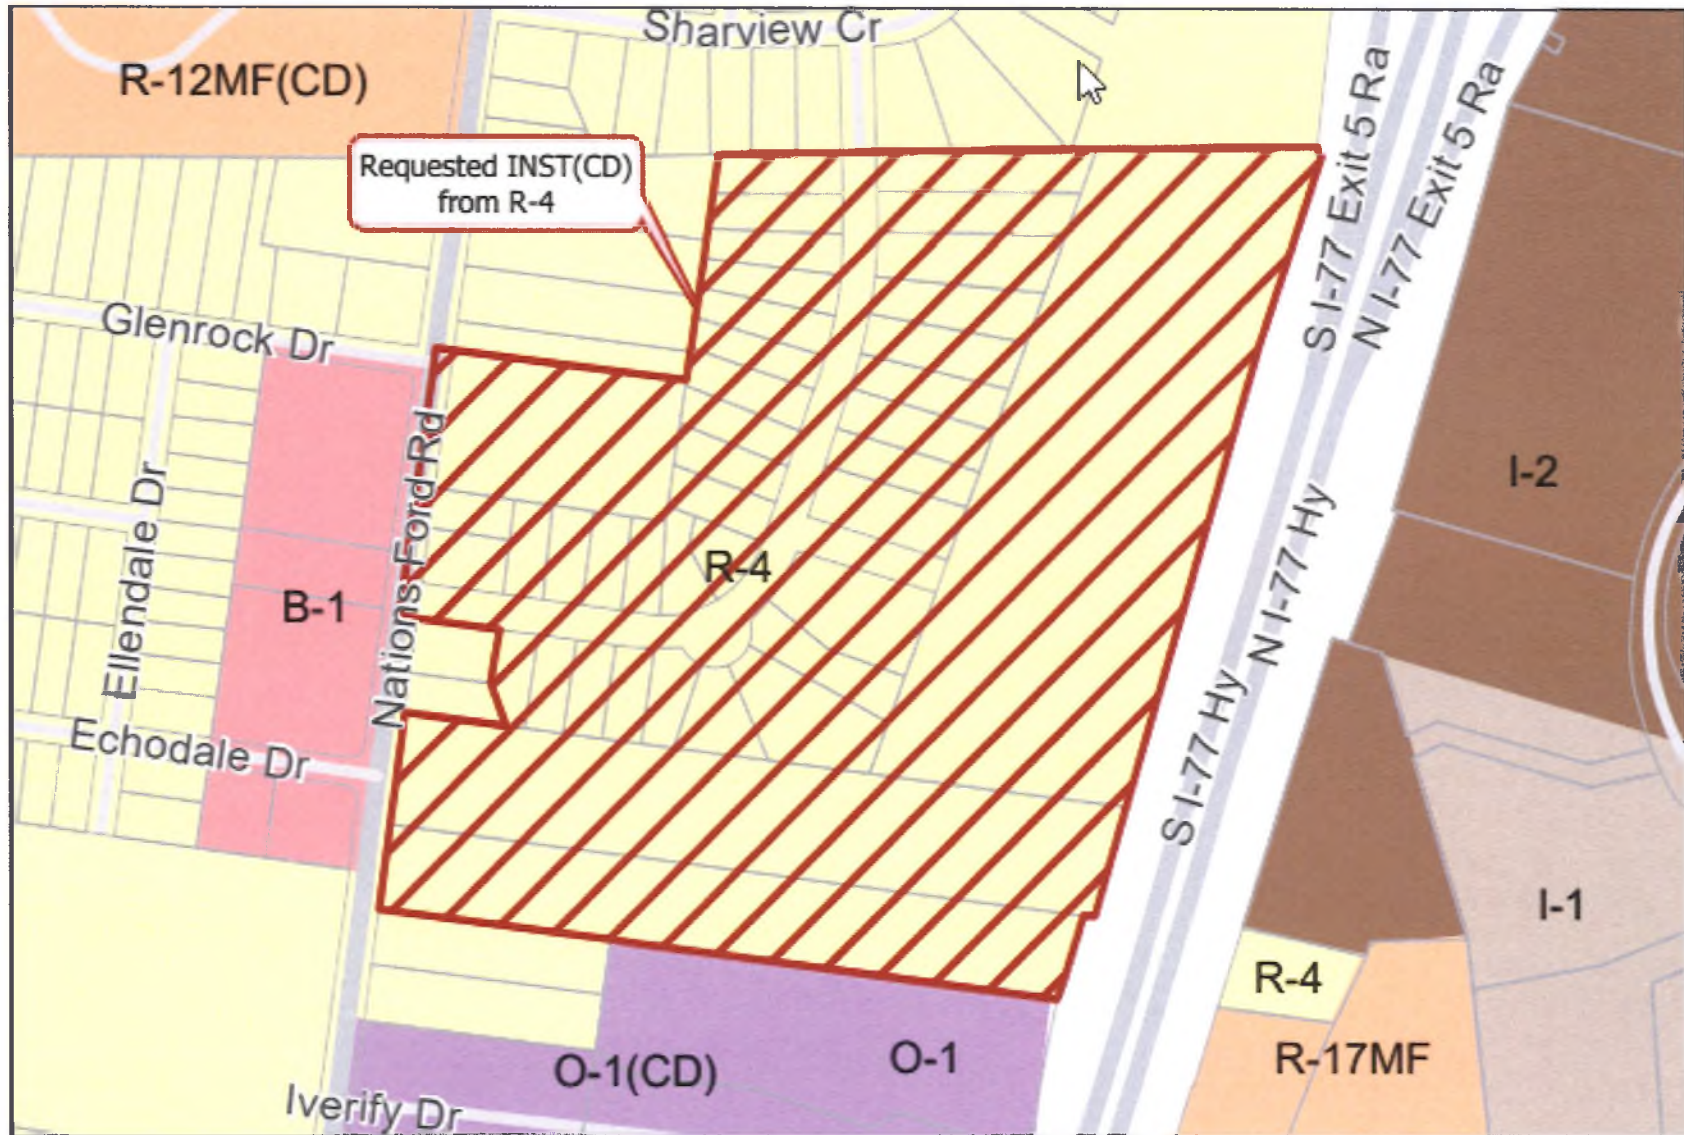 Sharview Cr
R-12MF(CD)
S I-77 Exit 5 Ra
N I-77 Exit 5 Ra
Requested INST(CD)
from R-4
Glenrock Dr
Nations Ford Rd
I-2
Ellendale Dr
R-4
B-1
N I-77 Hy
S I-77 Hy
Echodale Dr
I-1
R-4
O-1(CD)
O-1
R-17MF
Iverify Dr